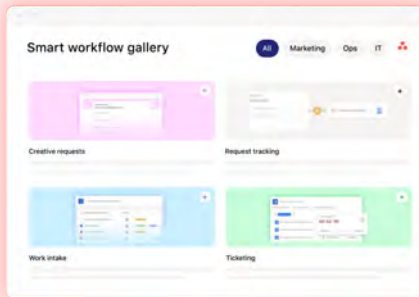 Smart workflow gallery
All Marketing Ops IT
Creative requests
Request tracking
Work intake
Ticketing